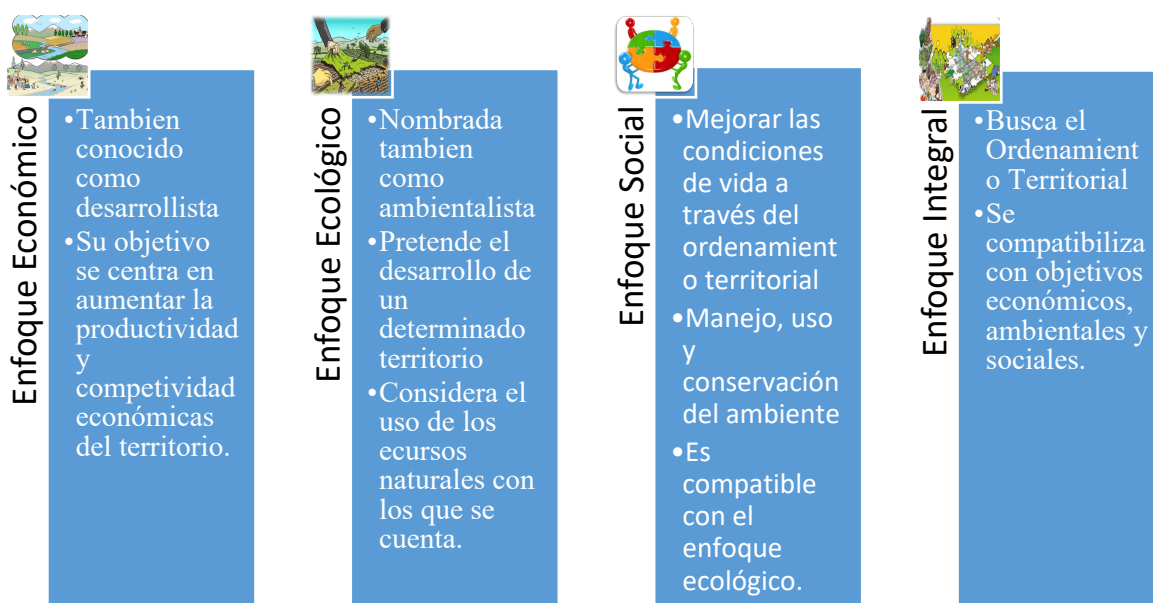 Enfoque Económico
•Tambien
conocido
como
desarrollista
•Su objetivo
se centra en
aumentar la
productividad
y
competividad
económicas
del territorio.
Enfoque Ecológico
•Nombrada
tambien
como
ambientalista
•Pretende el
desarrollo de
un
determinado
territorio
•Considera el
uso de los
ecursos
naturales con
los que se
cuenta.
Enfoque Social
•Mejorar las
condiciones
de vida a
través del
ordenamient
o territorial
•Manejo, uso
y
conservación
del ambiente
•Es
compatible
con el
enfoque
ecológico.
Enfoque Integral
•Busca el
Ordenamient
o Territorial
•Se
compatibiliza
con objetivos
económicos,
ambientales y
sociales.